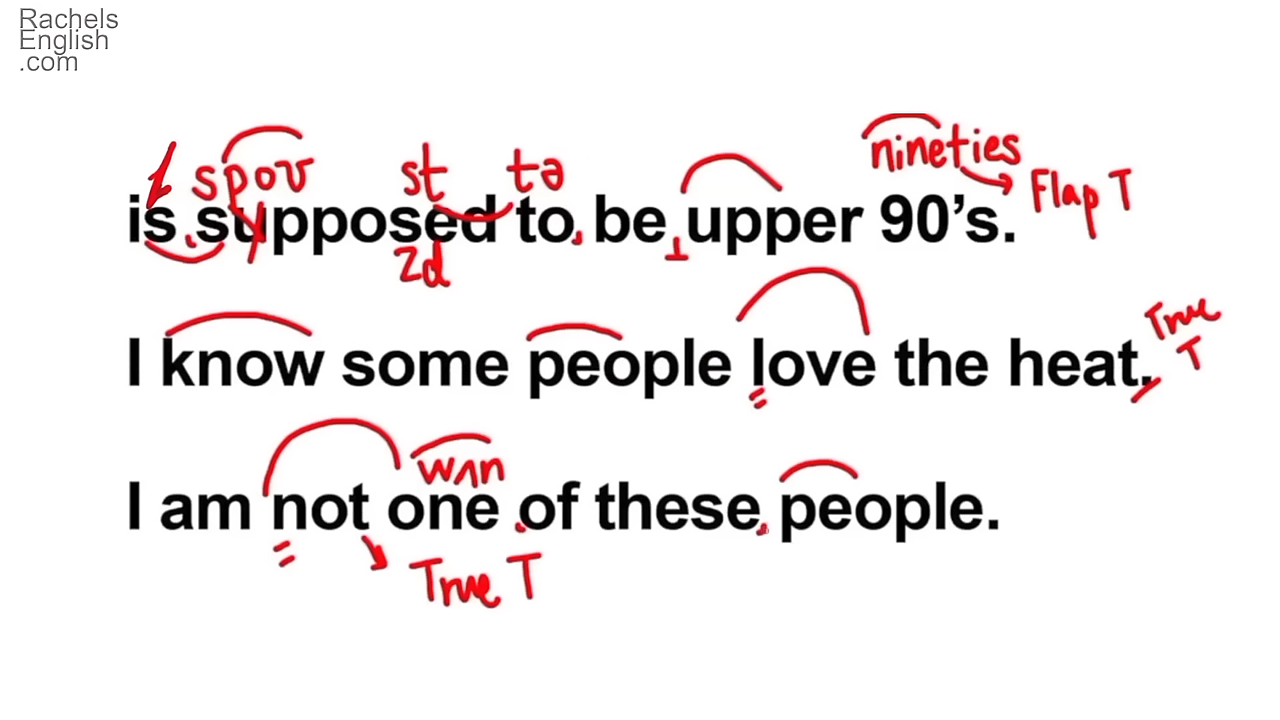 Rachels
English
.com
spoʊ st tə nineties
is supposed to be upper 90’s. Flap T
zd
I know some people love the heat. True T
wʌn
I am not one of these people.
True T